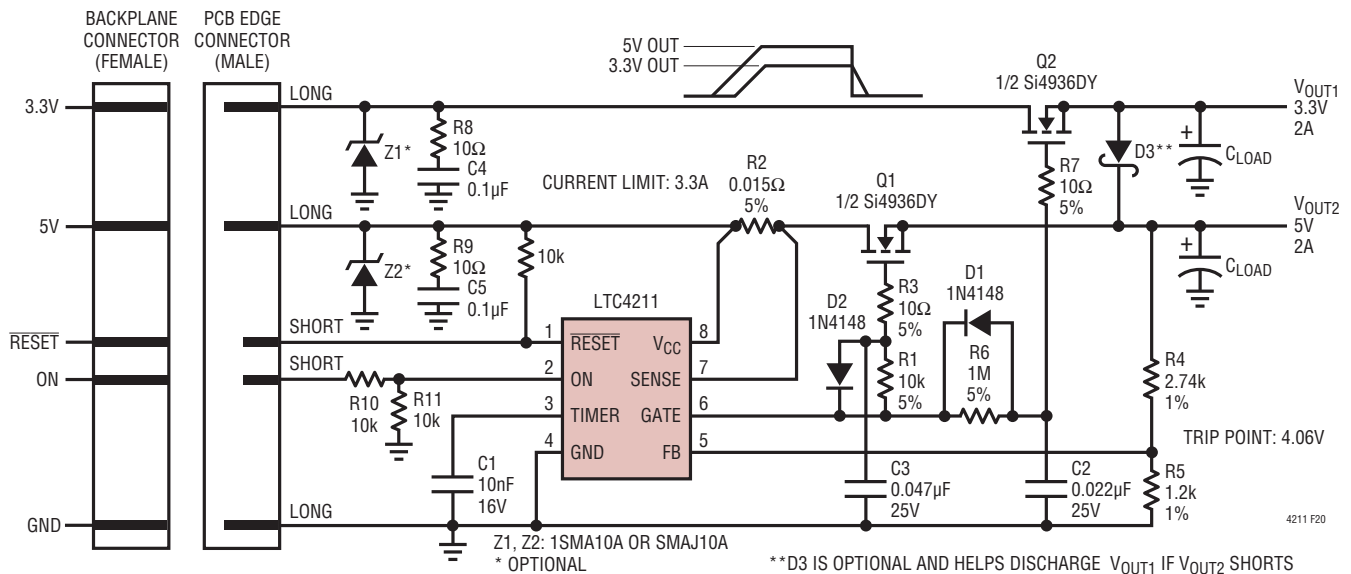 BACKPLANE
CONNECTOR
(FEMALE)
PCB EDGE
CONNECTOR
(MALE)
5V OUT
3.3V OUT
Q2
1/2 Si4936DY
3.3V
LONG
VOUT1
3.3V
2A
Z1*
R8
10Ω
C4
0.1µF
CURRENT LIMIT: 3.3A
R2
0.015Ω
5%
Q1
1/2 Si4936DY
R7
10Ω
5%
D3**
+
CLOAD
5V
LONG
VOUT2
5V
2A
Z2*
R9
10Ω
C5
0.1µF
10k
LTC4211
D2
1N4148
R3
10Ω
5%
D1
1N4148
+
CLOAD
RESET
SHORT
1
RESET
VCC
8
R1
10k
5%
R6
1M
5%
R4
2.74k
1%
ON
SHORT
R10
10k
R11
10k
2
ON
SENSE
7
3
TIMER
GATE
6
4
GND
FB
5
TRIP POINT: 4.06V
C1
10nF
16V
C3
0.047µF
25V
C2
0.022µF
25V
R5
1.2k
1%
GND
LONG
4211 F20
Z1, Z2: 1SMA10A OR SMAJ10A
* OPTIONAL
**D3 IS OPTIONAL AND HELPS DISCHARGE VOUT1 IF VOUT2 SHORTS